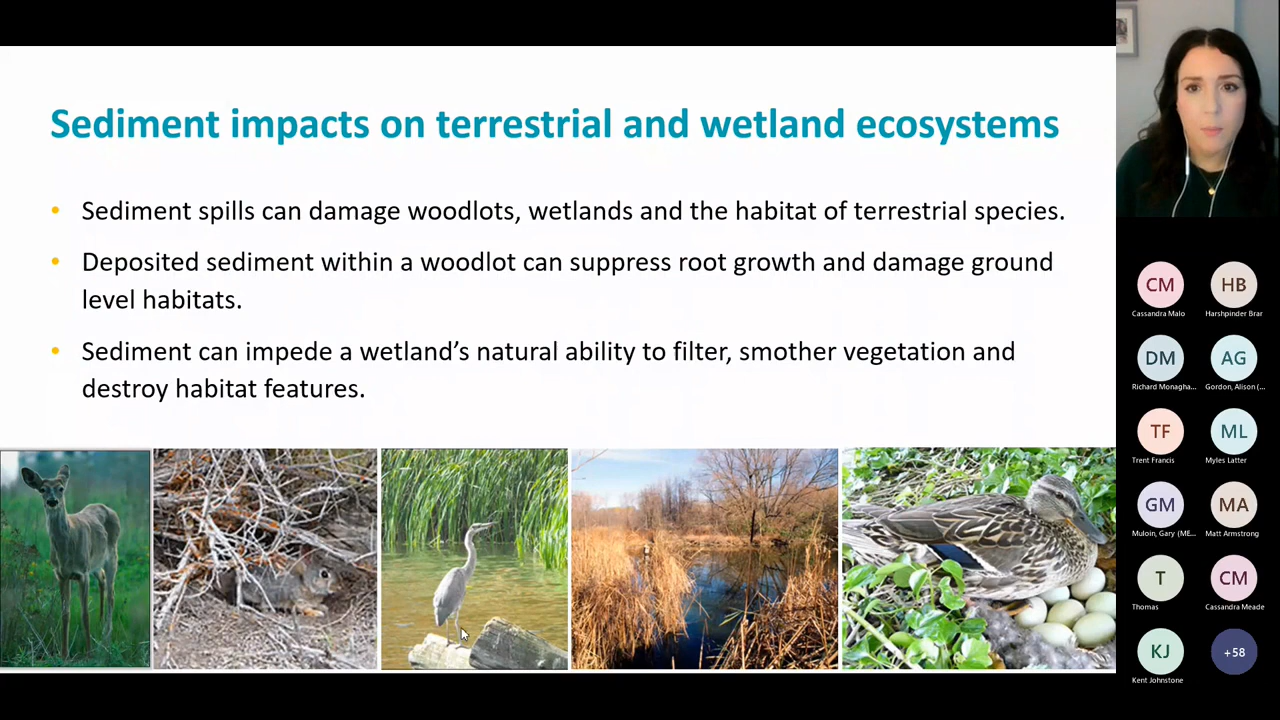 Sediment impacts on terrestrial and wetland ecosystems
• Sediment spills can damage woodlots, wetlands and the habitat of terrestrial species.
• Deposited sediment within a woodlot can suppress root growth and damage ground
level habitats.
• Sediment can impede a wetland’s natural ability to filter, smother vegetation and
destroy habitat features.
CM HB
Cassandra Malo Harshpinder Brar
DM AG
Richard Monagha... Gordon, Alison (...
TF ML
Trent Francis Myles Latter
GM MA
Muloin, Gary (ME... Matt Armstrong
T CM
Thomas Cassandra Meade
KJ +58
Kent Johnstone